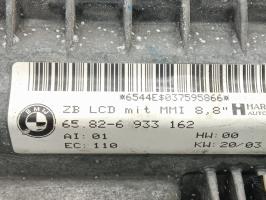 *6544E$037595866*
ZB LCD mit MMI 8,8"
BMW
65.82-6 933 162
AI: 01
HW: 00
EC: 110
KW: 20/03